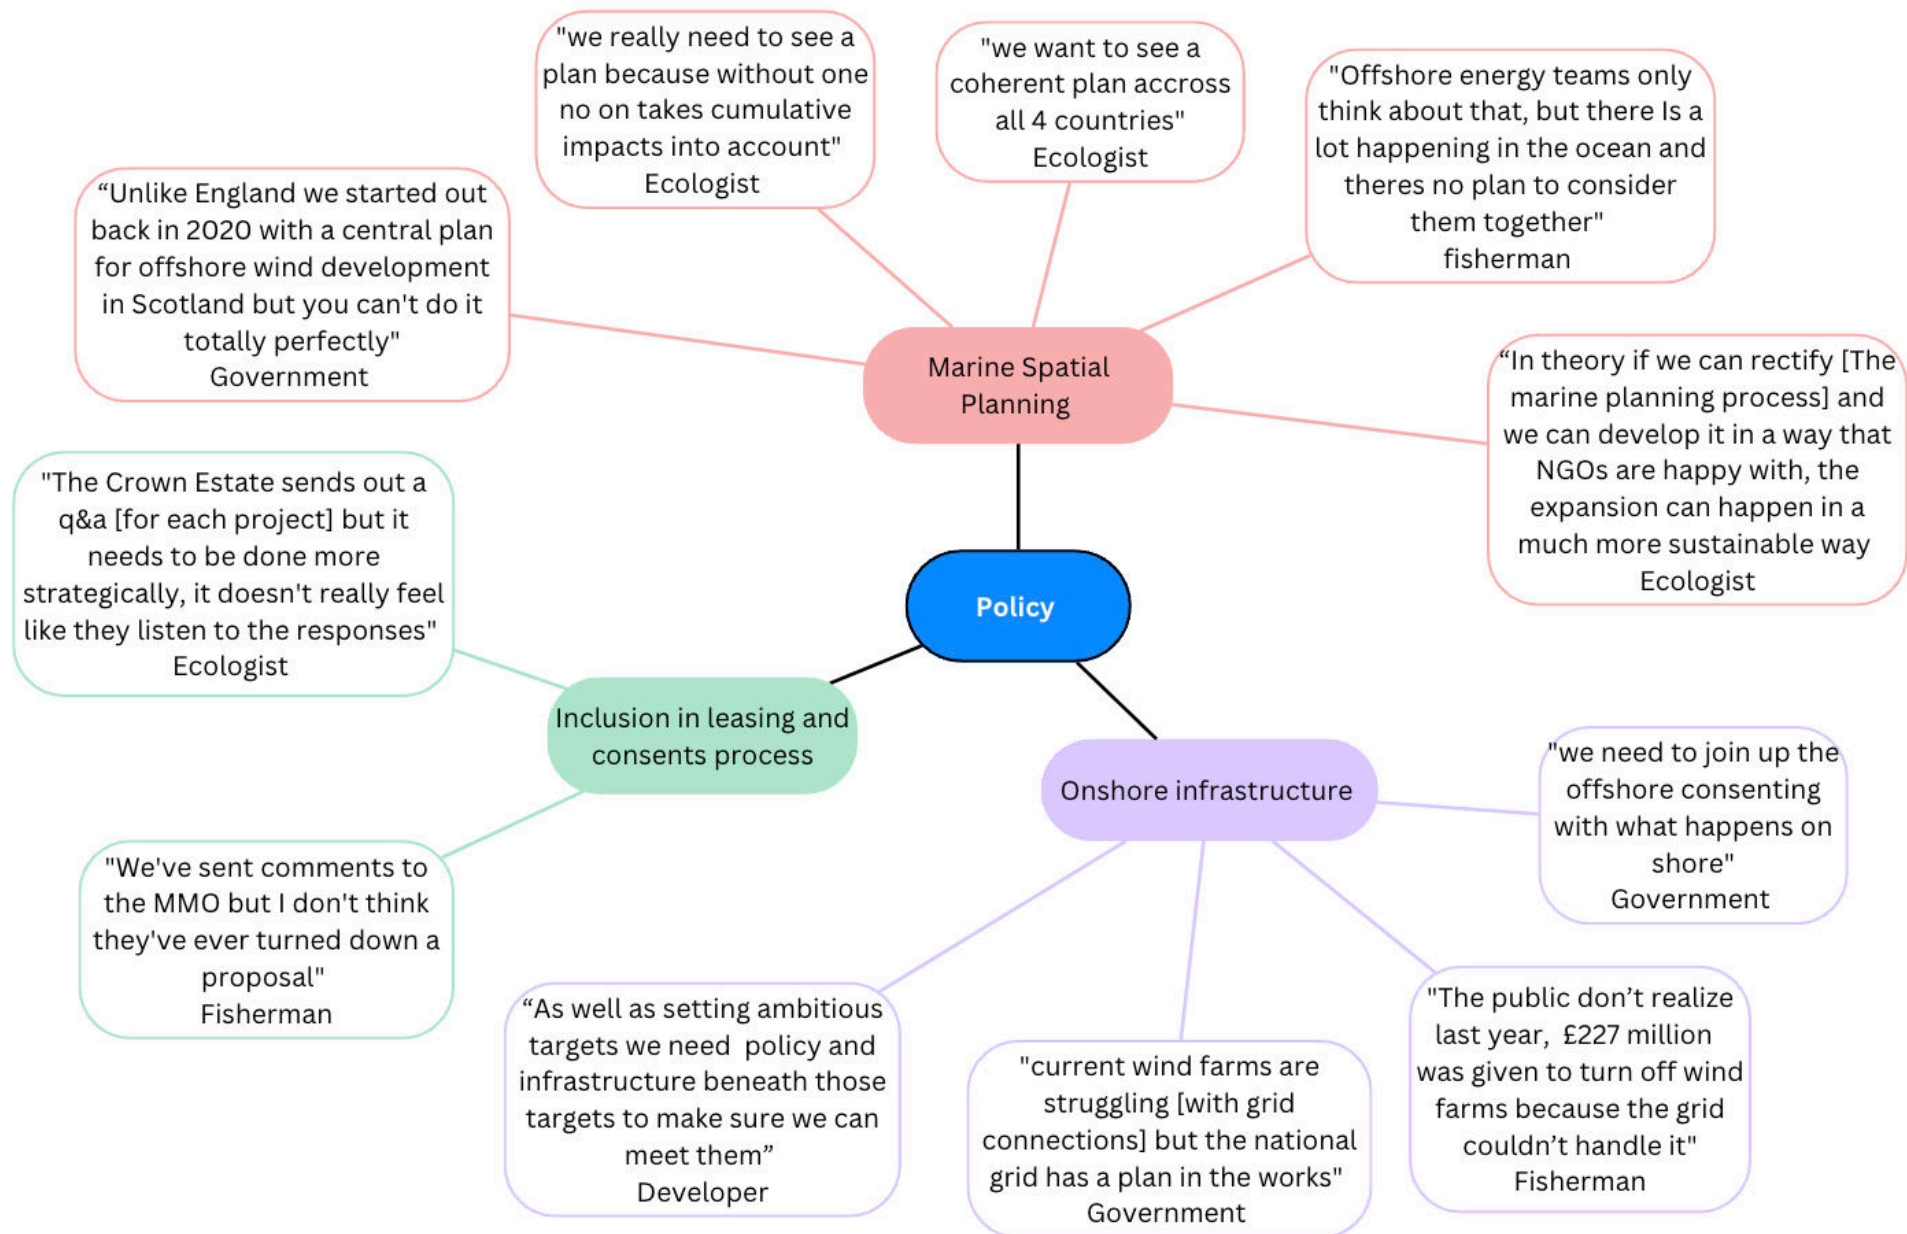 "we really need to see a
plan because without one
no on takes cumulative
impacts into account"
Ecologist
"we want to see a
coherent plan accross
all 4 countries"
Ecologist
"Offshore energy teams only
think about that, but there Is a
lot happening in the ocean and
theres no plan to consider
them together"
fisherman
“Unlike England we started out
back in 2020 with a central plan
for offshore wind development
in Scotland but you can't do it
totally perfectly"
Government
Marine Spatial
Planning
“In theory if we can rectify [The
marine planning process] and
we can develop it in a way that
NGOs are happy with, the
expansion can happen in a
much more sustainable way
Ecologist
"The Crown Estate sends out a
q&a [for each project] but it
needs to be done more
strategically, it doesn't really feel
like they listen to the responses"
Ecologist
Policy
Inclusion in leasing and
consents process
Onshore infrastructure
"we need to join up the
offshore consenting
with what happens on
shore"
Government
"We've sent comments to
the MMO but I don't think
they've ever turned down a
proposal"
Fisherman
“As well as setting ambitious
targets we need policy and
infrastructure beneath those
targets to make sure we can
meet them”
Developer
"current wind farms are
struggling [with grid
connections] but the national
grid has a plan in the works"
Government
"The public don’t realize
last year, £227 million
was given to turn off wind
farms because the grid
couldn’t handle it"
Fisherman